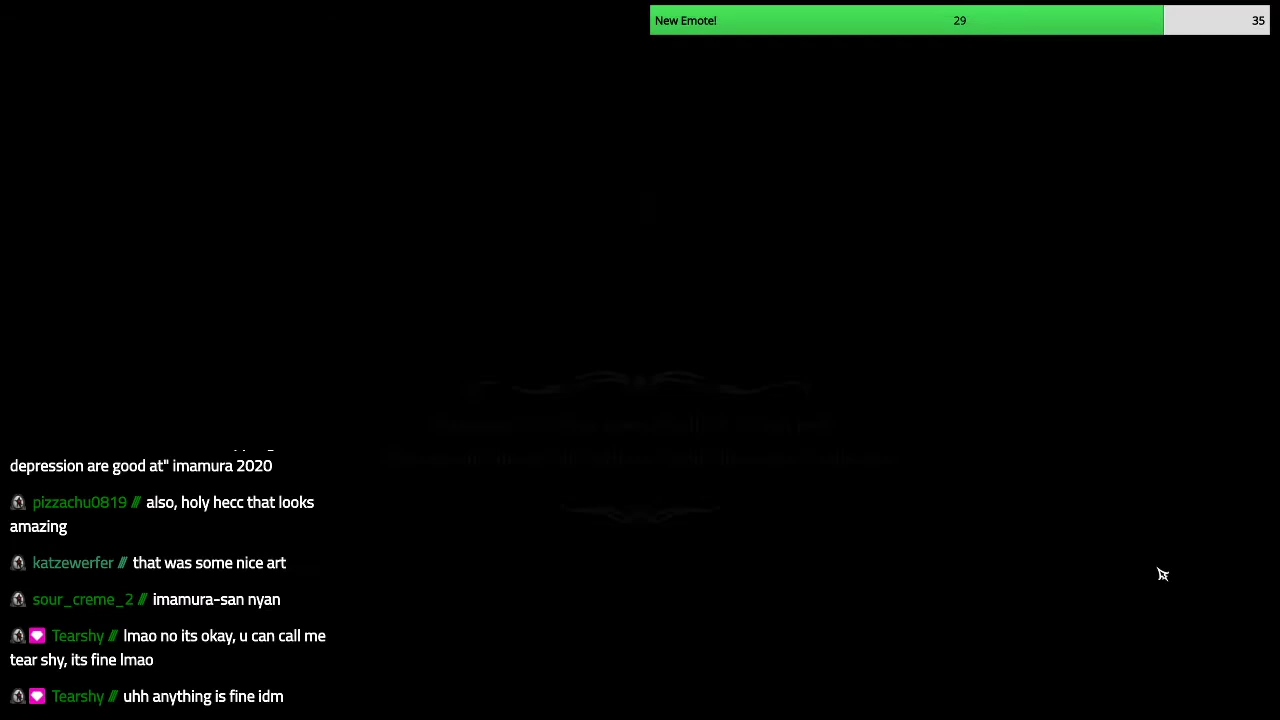 New Emote! 29 35
depression are good at" imamura 2020
pizzachu0819 // also, holy hecc that looks
amazing
katzewerfer // that was some nice art
sour_creme_2 // imamura-san nyan
Tearshy // lmao no its okay, u can call me
tear shy, its fine lmao
Tearshy // uhh anything is fine idm